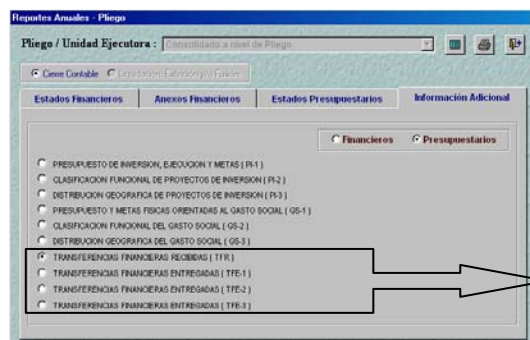 Reportes Anuales - Pliego
Pliego / Unidad Ejecutora : Consolidado a nivel de Pliego
Cierre Contable
Estados Financieros Anexos Financieros Estados Presupuestarios Información Adicional
Financieros Presupuestarios
PRESUPUESTO DE INVERSION, EJECUCION Y METAS ( PI-1 )
CLASIFICACION FUNCIONAL DE PROYECTOS DE INVERSION ( PI-2 )
DISTRIBUCION GEOGRAFICA DE PROYECTOS DE INVERSION ( PI-3 )
PRESUPUESTO Y METAS FISICAS ORIENTADAS AL GASTO SOCIAL ( GS-1 )
CLASIFICACION FUNCIONAL DEL GASTO SOCIAL ( GS-2 )
DISTRIBUCION GEOGRAFICA DEL GASTO SOCIAL ( GS-3 )
TRANSFERENCIAS FINANCIERAS RECIBIDAS ( TFR )
TRANSFERENCIAS FINANCIERAS ENTREGADAS ( TFE-1 )
TRANSFERENCIAS FINANCIERAS ENTREGADAS ( TFE-2 )
TRANSFERENCIAS FINANCIERAS ENTREGADAS ( TFE-3 )